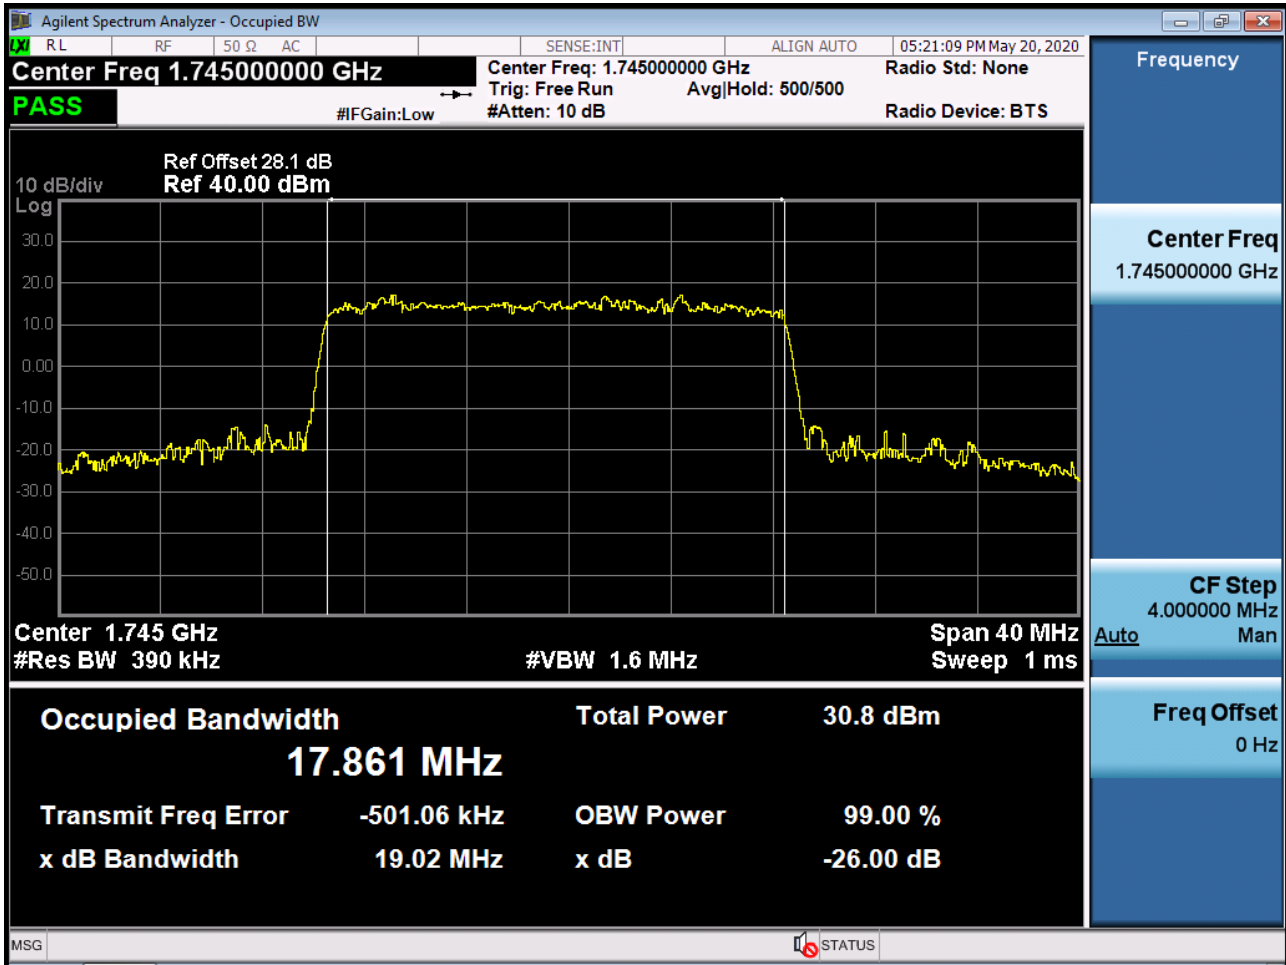 Agilent Spectrum Analyzer - Occupied BW
LXI RL RF 50 Ω AC SENSE:INT ALIGN AUTO 05:21:09 PM May 20, 2020
Center Freq 1.745000000 GHz
Center Freq: 1.745000000 GHz Radio Std: None
Trig: Free Run Avg|Hold: 500/500
PASS
#IFGain:Low #Atten: 10 dB Radio Device: BTS
Ref Offset 28.1 dB
10 dB/div Ref 40.00 dBm
Log
30.0
20.0
10.0
0.00
-10.0
-20.0
-30.0
-40.0
-50.0
Center 1.745 GHz Span 40 MHz
#Res BW 390 kHz #VBW 1.6 MHz Sweep 1 ms
Occupied Bandwidth Total Power 30.8 dBm
17.861 MHz
Transmit Freq Error -501.06 kHz OBW Power 99.00 %
x dB Bandwidth 19.02 MHz x dB -26.00 dB
MSG STATUS
Frequency
Center Freq
1.745000000 GHz
CF Step
4.000000 MHz
Auto Man
Freq Offset
0 Hz